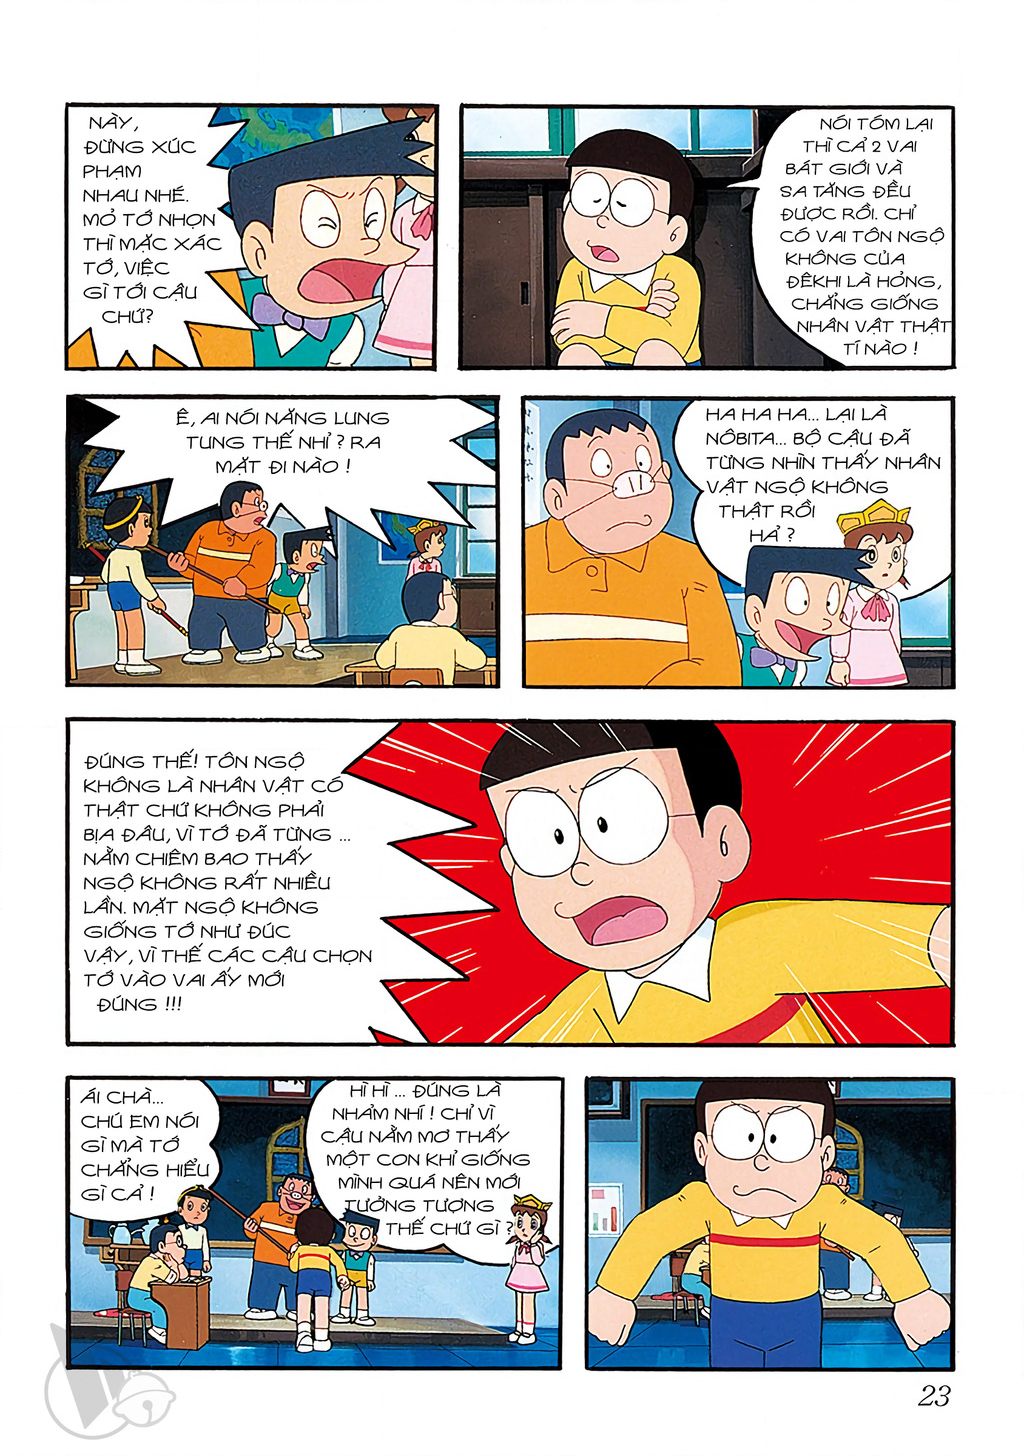 NÀY,
ĐỪNG XÚC
PHẠM
NHAU NHÉ.
MỎ TỚ NHỌN
THÌ MẶC XÁC
TỚ, VIỆC
GÌ TỚI CẬU
CHỨ?
NÓI TÓM LẠI
THÌ CẢ 2 VAI
BÁT GIỚI VÀ
SA TĂNG ĐỀU
ĐƯỢC RỒI. CHỈ
CÓ VAI TÔN NGỘ
KHÔNG CỦA
ĐÊKHI LÀ HỎNG,
CHẲNG GIỐNG
NHÂN VẬT THẬT
TÍ NÀO !
Ê, AI NÓI NĂNG LUNG
TUNG THẾ NHỈ ? RA
MẶT ĐI NÀO !
HA HA HA... LẠI LÀ
NÔBITA... BỘ CẬU ĐÃ
TỪNG NHÌN THẤY NHÂN
VẬT NGỘ KHÔNG
THẬT RỒI
HẢ ?
ĐÚNG THẾ! TÔN NGỘ
KHÔNG LÀ NHÂN VẬT CÓ
THẬT CHỨ KHÔNG PHẢI
BỊA ĐÂU, VÌ TỚ ĐÃ TỪNG ...
NẰM CHIÊM BAO THẤY
NGỘ KHÔNG RẤT NHIỀU
LẦN. MẶT NGỘ KHÔNG
GIỐNG TỚ NHƯ ĐÚC
VẬY, VÌ THẾ CÁC CẬU CHỌN
TỚ VÀO VAI ẤY MỚI
ĐÚNG !!!
ÁI CHÀ...
CHÚ EM NÓI
GÌ MÀ TỚ
CHẲNG HIỂU
GÌ CẢ !
HÌ HÌ ... ĐÚNG LÀ
NHẢM NHÍ ! CHỈ VÌ
CẬU NẰM MƠ THẤY
MỘT CON KHỈ GIỐNG
MÌNH QUÁ NÊN MỚI
TƯỞNG TƯỢNG
THẾ CHỨ GÌ ?
23